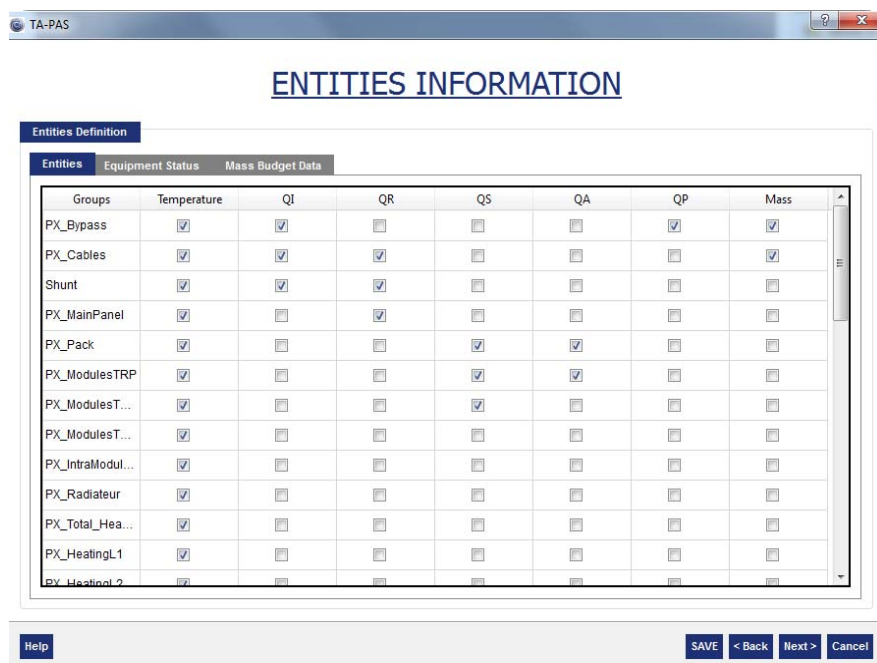 TA-PAS
ENTITIES INFORMATION
Entities Definition
Entities Equipment Status Mass Budget Data
Groups Temperature QI QR QS QA QP Mass
PX_Bypass
PX_Cables
Shunt
PX_MainPanel
PX_Pack
PX_ModulesTRP
PX_ModulesT...
PX_ModulesT...
PX_IntraModul...
PX_Radiateur
PX_Total_Hea...
PX_HeatingL1
PX_HeatingL2
Help SAVE < Back Next > Cancel